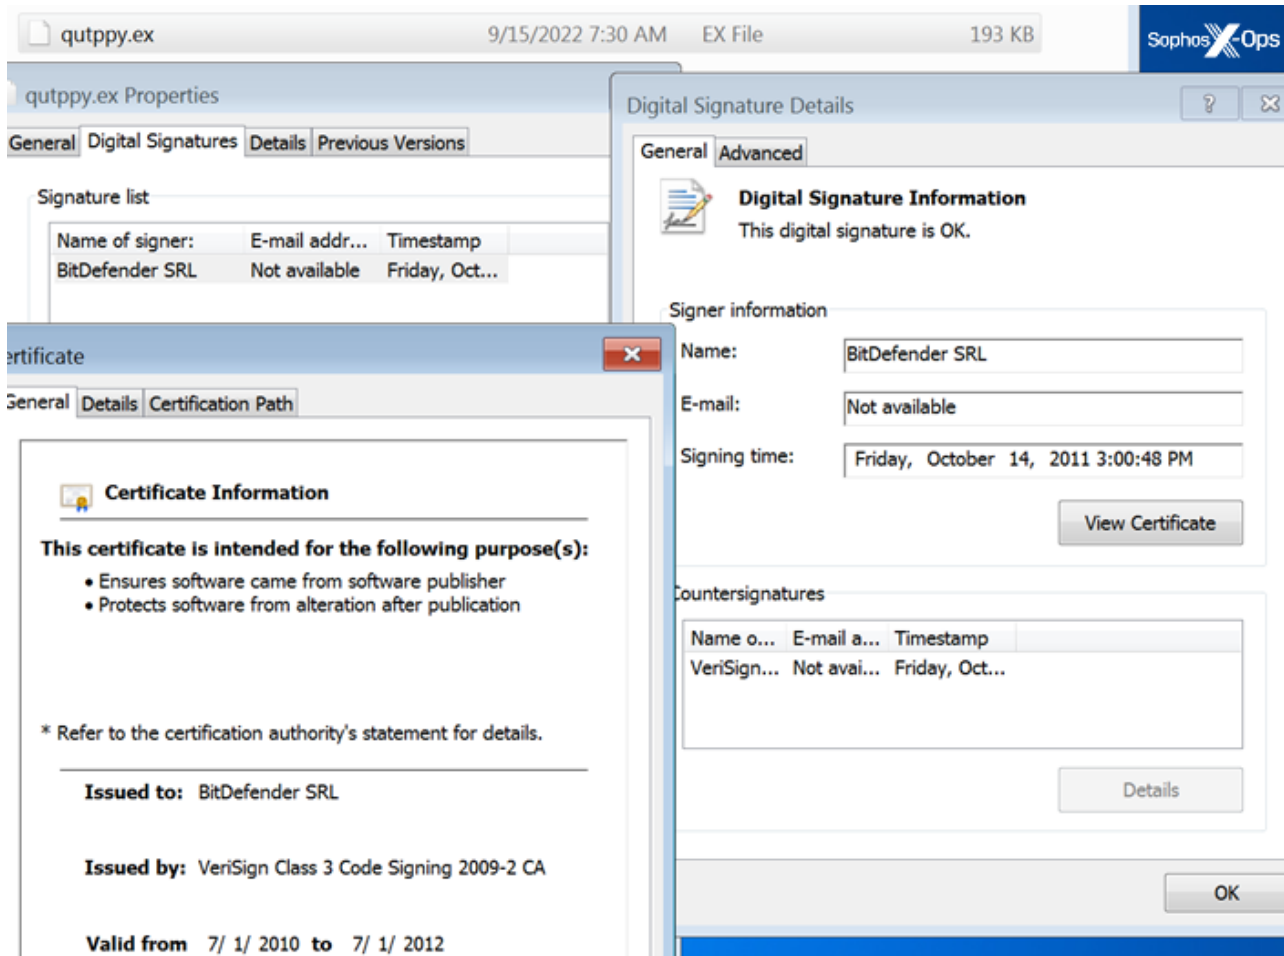 qutppy.ex 9/15/2022 7:30 AM EX File 193 KB
Sophos X-Ops
qutppy.ex Properties
General Digital Signatures Details Previous Versions
Signature list
Name of signer: E-mail addr... Timestamp
BitDefender SRL Not available Friday, Oct...
Digital Signature Details
General Advanced
Digital Signature Information
This digital signature is OK.
Signer information
Name: BitDefender SRL
E-mail: Not available
Signing time: Friday, October 14, 2011 3:00:48 PM
View Certificate
Countersignatures
Name o... E-mail a... Timestamp
VeriSign... Not avai... Friday, Oct...
Details
OK
ertificate
General Details Certification Path
Certificate Information
This certificate is intended for the following purpose(s):
• Ensures software came from software publisher
• Protects software from alteration after publication
* Refer to the certification authority's statement for details.
Issued to: BitDefender SRL
Issued by: VeriSign Class 3 Code Signing 2009-2 CA
Valid from 7/ 1/ 2010 to 7/ 1/ 2012